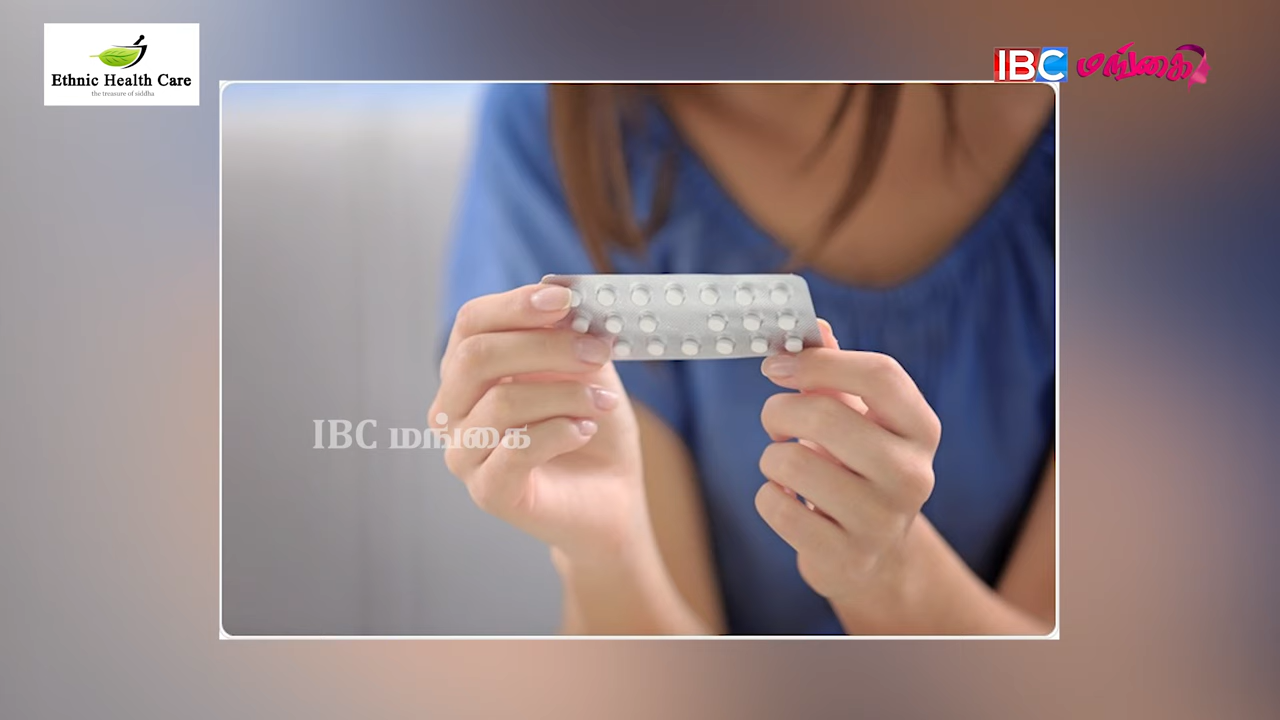 Ethnic Health Care
the treasure of siddha
IBC மங்கை
IBC மங்கை